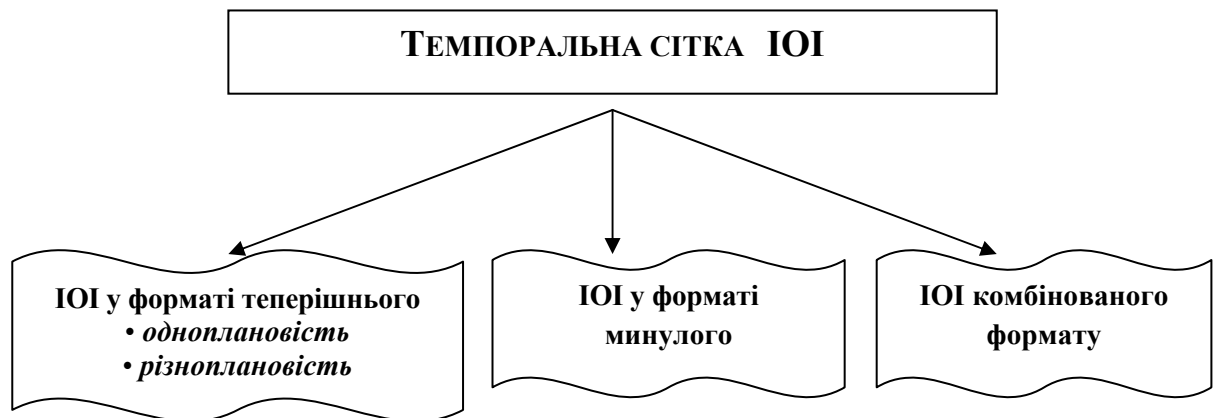 ТЕМПОРАЛЬНА СІТКА ІОІ
ІОІ у форматі теперішнього
• одноплановість
• різноплановість
ІОІ у форматі
минулого
ІОІ комбінованого
формату